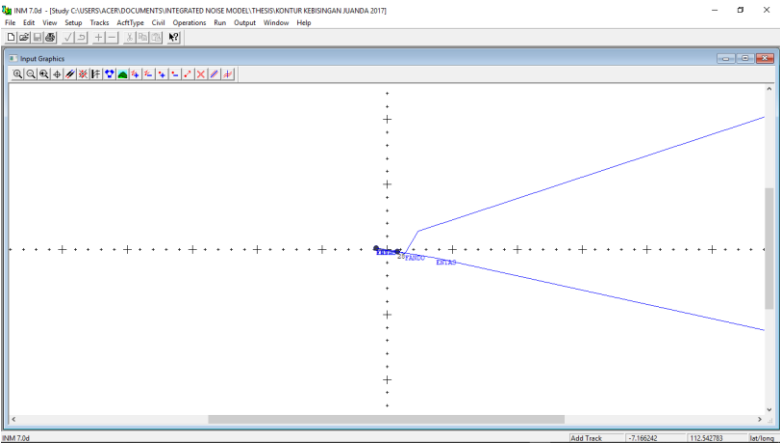 INM 7.0d - [Study C:\USERS\ACER\DOCUMENTS\INTEGRATED NOISE MODEL\THESIS\KONTUR KEBISINGAN JUANDA 2017]
File Edit View Setup Tracks AcftType Civil Operations Run Output Window Help
Input Graphics
INM 7.0d
Add Track
-7.166242
112.542783
lat/long